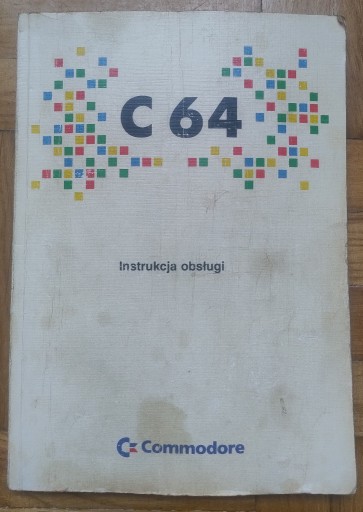 C 64
Instrukcja obsługi
Commodore